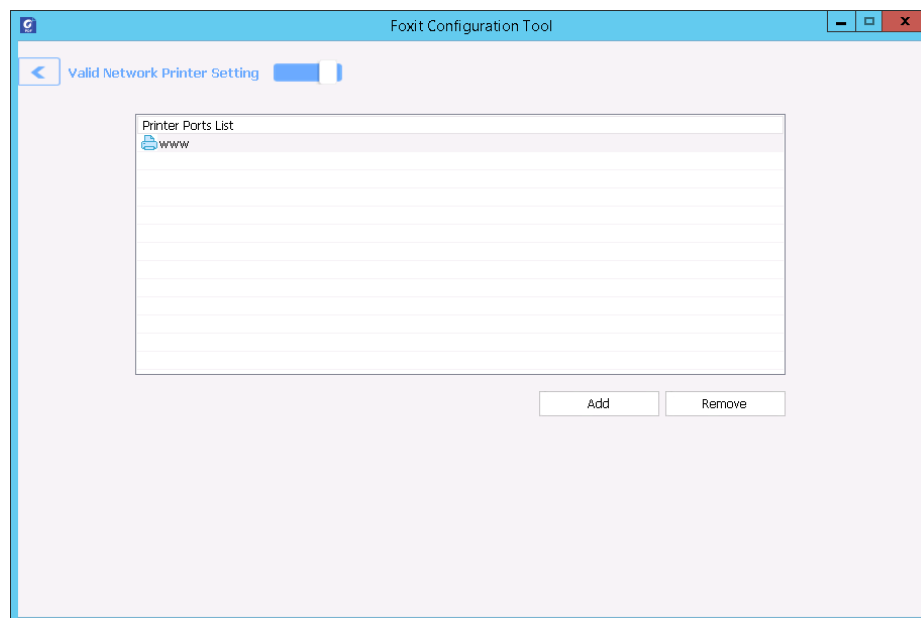 Foxit Configuration Tool
Valid Network Printer Setting
Printer Ports List
www
Add Remove